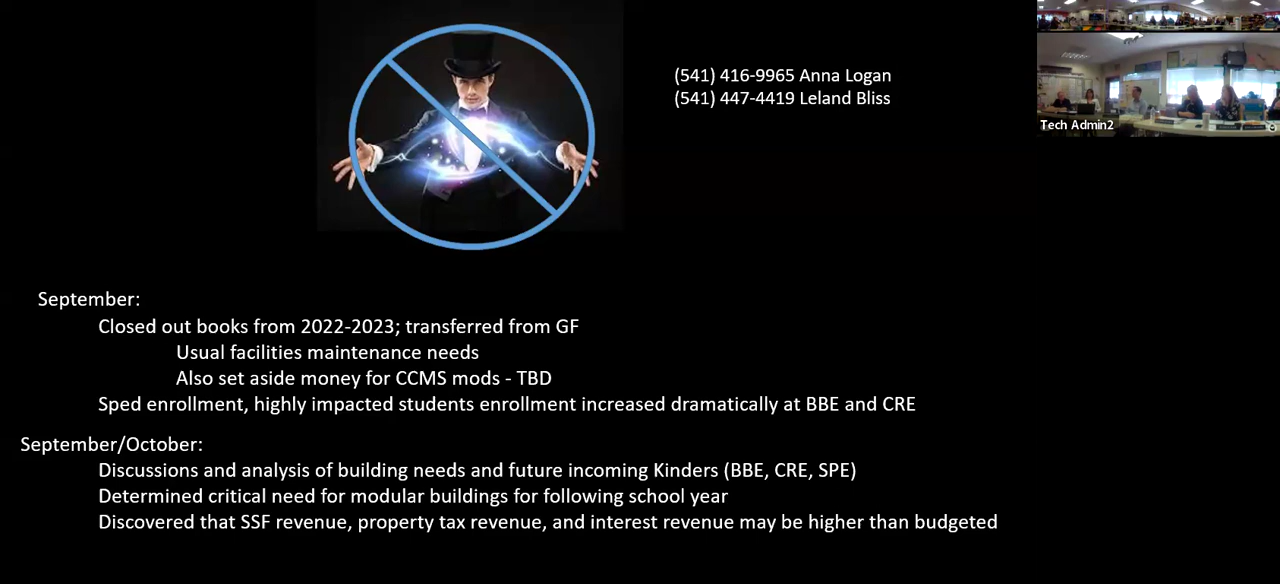 (541) 416-9965 Anna Logan
(541) 447-4419 Leland Bliss
Tech Admin2
September:
Closed out books from 2022-2023; transferred from GF
Usual facilities maintenance needs
Also set aside money for CCMS mods - TBD
Sped enrollment, highly impacted students enrollment increased dramatically at BBE and CRE
September/October:
Discussions and analysis of building needs and future incoming Kinders (BBE, CRE, SPE)
Determined critical need for modular buildings for following school year
Discovered that SSF revenue, property tax revenue, and interest revenue may be higher than budgeted